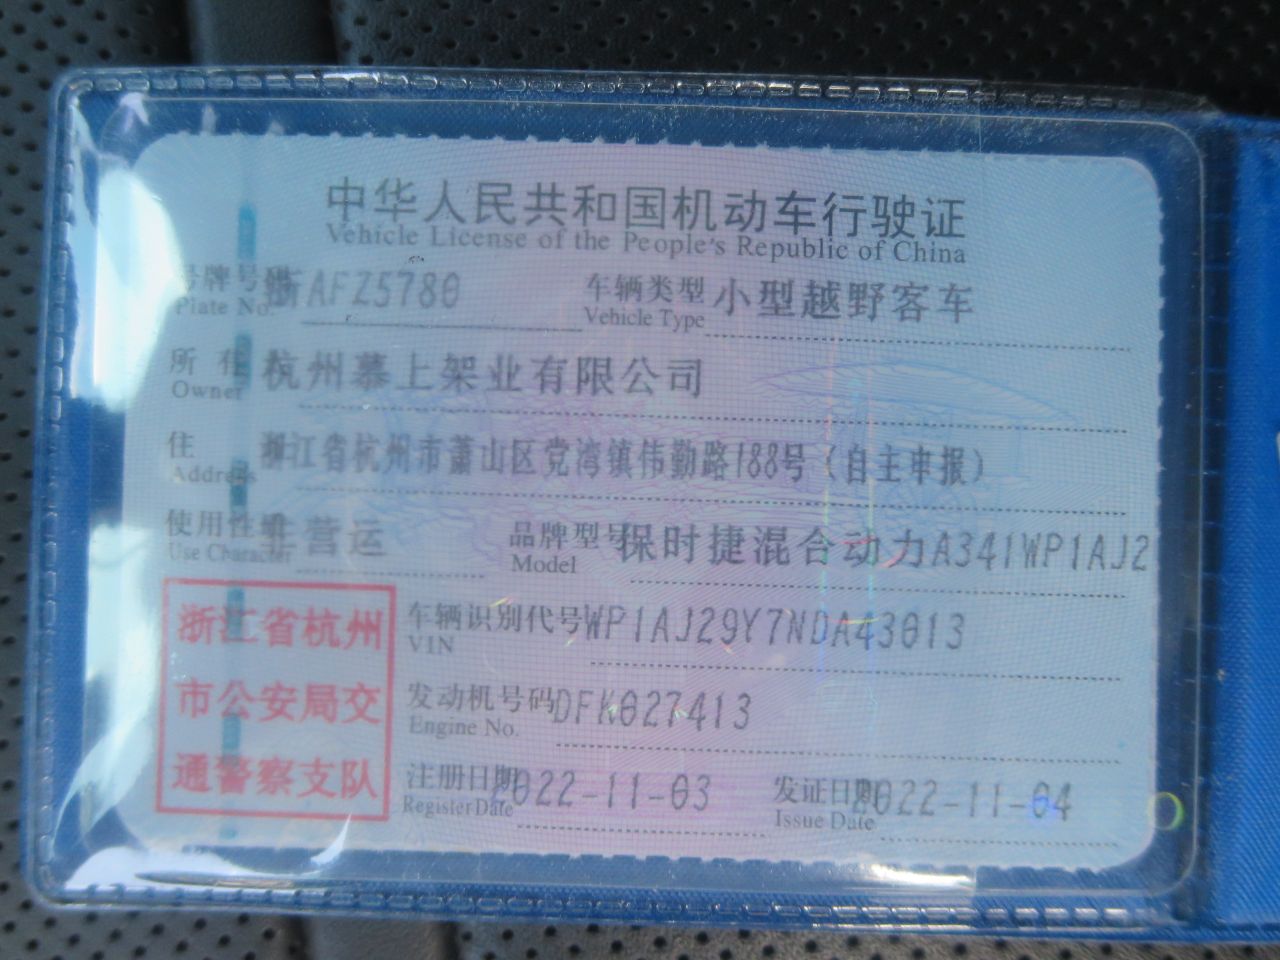 中华人民共和国机动车行驶证
Vehicle License of the People's Republic of China
号牌号码 浙AFZ5780 车辆类型 小型越野客车
Plate No. Vehicle Type
所有人 杭州慕上架业有限公司
Owner
住 浙江省杭州市萧山区党湾镇伟勤路188号(自主申报)
Address
使用性质 非营运 品牌型号 保时捷混合动力A341WP1AJ2
Use Character Model
浙江省杭州
市公安局交
通警察支队
车辆识别代号 WP1AJ29Y7NDA43013
VIN
发动机号码 DFK027413
Engine No.
注册日期 2022-11-03 发证日期 2022-11-04
Register Date Issue Date